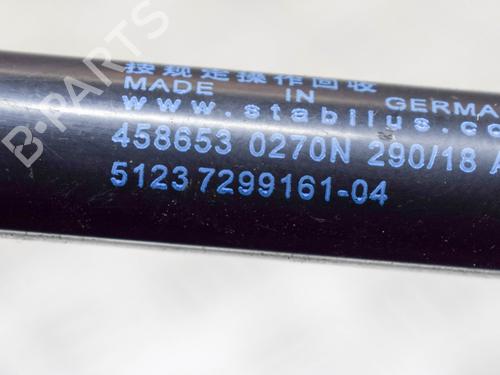 按规定操作回收
MADE IN GERMA
www.stabilus.c
458653 0270N 290/18 A
5123 7299161-04
B-PARTS